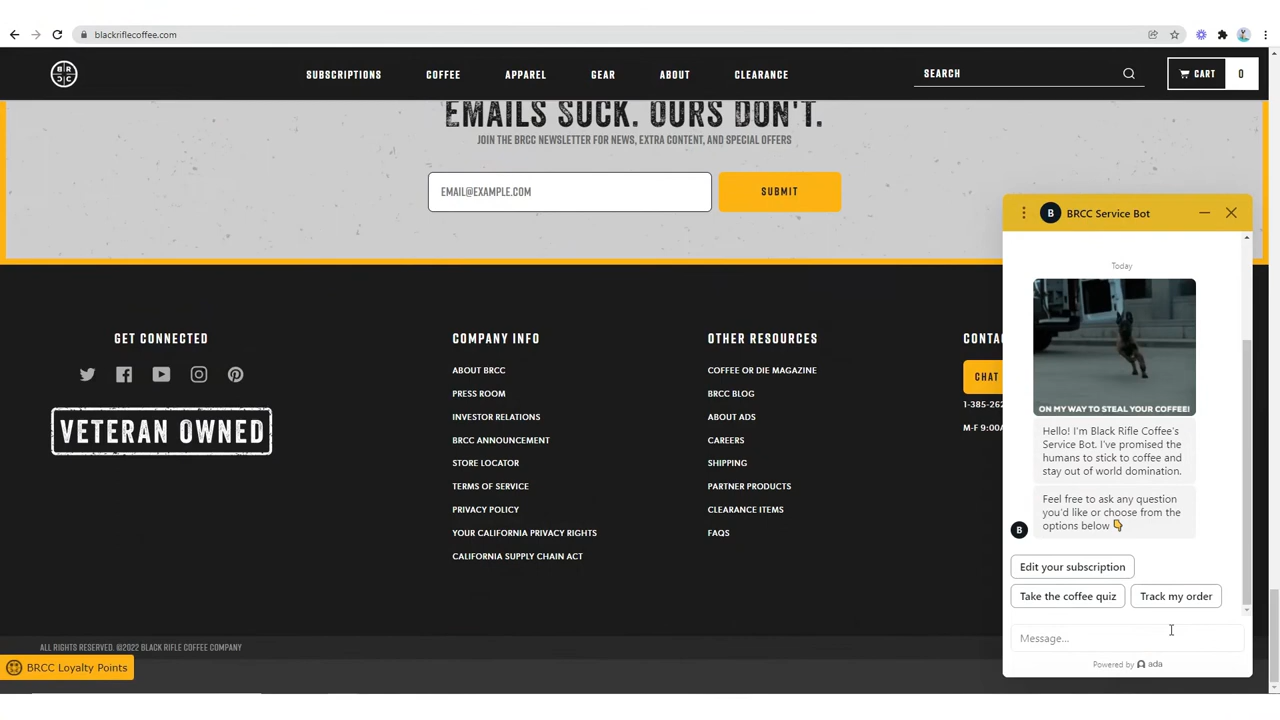 blackriflecoffee.com
BR
CC
SUBSCRIPTIONS COFFEE APPAREL GEAR ABOUT CLEARANCE
SEARCH
CART 0
EMAILS SUCK. OURS DON'T.
JOIN THE BRCC NEWSLETTER FOR NEWS, EXTRA CONTENT, AND SPECIAL OFFERS
EMAIL@EXAMPLE.COM
SUBMIT
GET CONNECTED
VETERAN OWNED
COMPANY INFO
ABOUT BRCC
PRESS ROOM
INVESTOR RELATIONS
BRCC ANNOUNCEMENT
STORE LOCATOR
TERMS OF SERVICE
PRIVACY POLICY
YOUR CALIFORNIA PRIVACY RIGHTS
CALIFORNIA SUPPLY CHAIN ACT
OTHER RESOURCES
COFFEE OR DIE MAGAZINE
BRCC BLOG
ABOUT ADS
CAREERS
SHIPPING
PARTNER PRODUCTS
CLEARANCE ITEMS
FAQS
CONTA
CHAT
1-385-262
M-F 9:00A
B BRCC Service Bot
Today
ON MY WAY TO STEAL YOUR COFFEE!
Hello! I'm Black Rifle Coffee's
Service Bot. I've promised the
humans to stick to coffee and
stay out of world domination.
Feel free to ask any question
you'd like or choose from the
options below 👇
B
Edit your subscription
Take the coffee quiz Track my order
Message...
Powered by ada
ALL RIGHTS RESERVED. ©2022 BLACK RIFLE COFFEE COMPANY
BRCC Loyalty Points